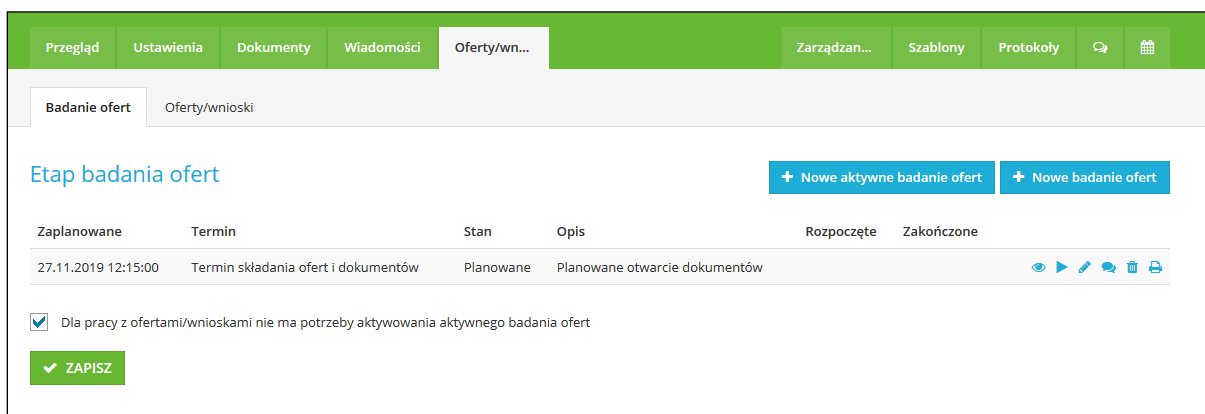 Przegląd Ustawienia Dokumenty Wiadomości Oferty/wn... Zarządzan... Szablony Protokoły
Badanie ofert Oferty/wnioski
Etap badania ofert Nowe aktywne badanie ofert Nowe badanie ofert
Zaplanowane Termin Stan Opis Rozpoczęte Zakończone
27.11.2019 12:15:00 Termin składania ofert i dokumentów Planowane Planowane otwarcie dokumentów
Dla pracy z ofertami/wnioskami nie ma potrzeby aktywowania aktywnego badania ofert
ZAPISZ